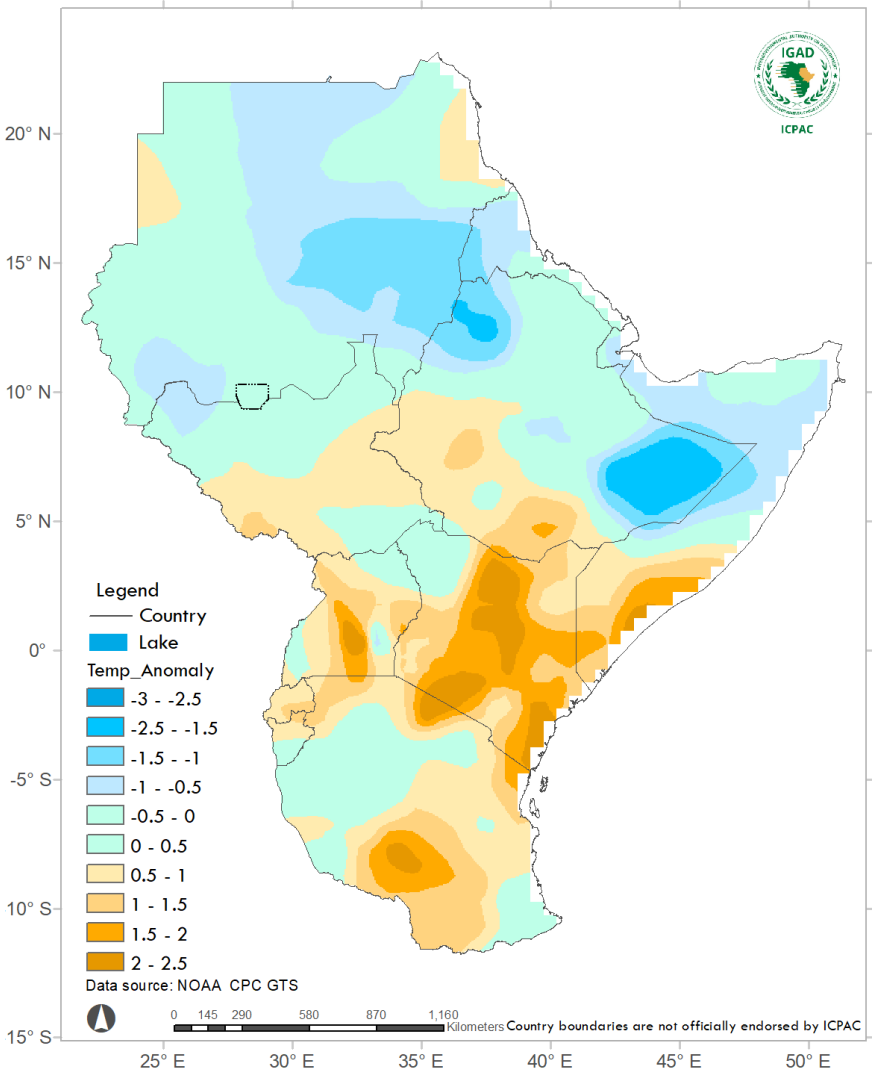 IGAD
ICPAC
20° N
15° N
10° N
5° N
0°
-5° S
10° S
15° S
Legend
Country
Lake
Temp_Anomaly
-3 - -2.5
-2.5 - -1.5
-1.5 - -1
-1 - -0.5
-0.5 - 0
0 - 0.5
0.5 - 1
1 - 1.5
1.5 - 2
2 - 2.5
Data source: NOAA CPC GTS
0 145 290 580 870 1,160
Kilometers Country boundaries are not officially endorsed by ICPAC
25° E 30° E 35° E 40° E 45° E 50° E